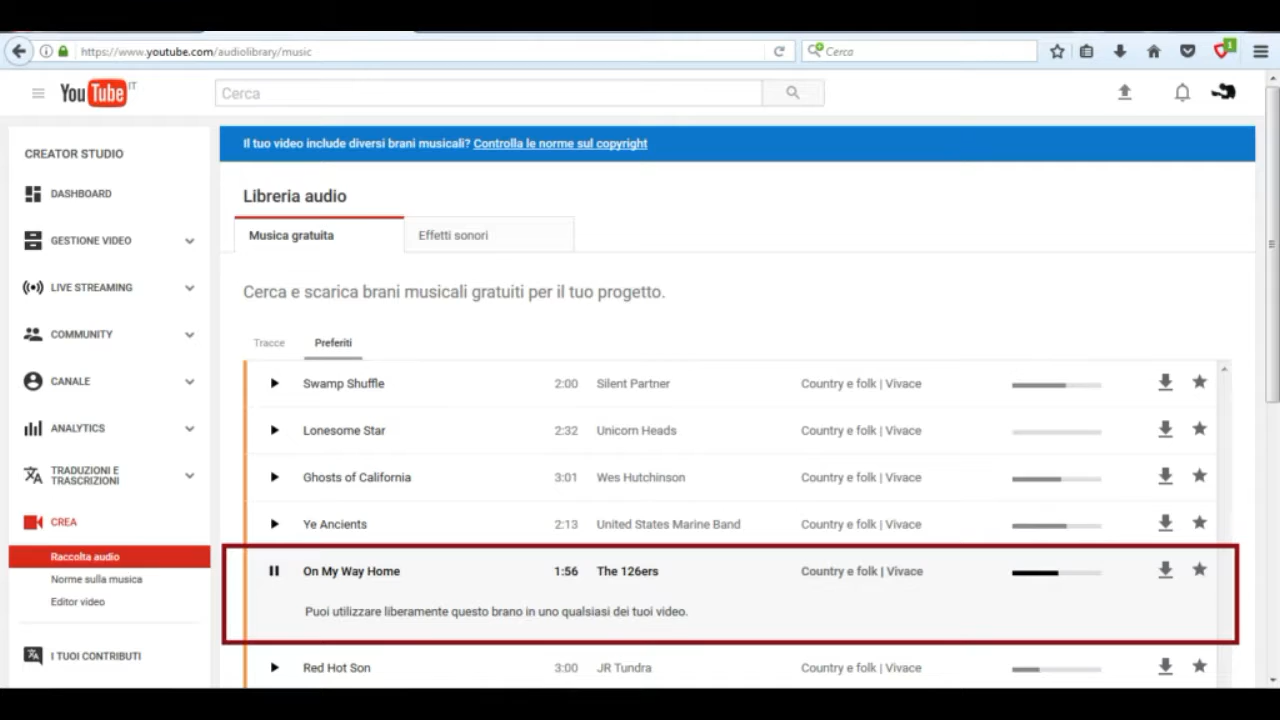 https://www.youtube.com/audiolibrary/music
Cerca
1
YouTube IT
Cerca
CREATOR STUDIO
DASHBOARD
GESTIONE VIDEO
LIVE STREAMING
COMMUNITY
CANALE
ANALYTICS
TRADUZIONI E
TRASCRIZIONI
CREA
Raccolta audio
Norme sulla musica
Editor video
I TUOI CONTRIBUTI
Il tuo video include diversi brani musicali? Controlla le norme sul copyright
Libreria audio
Musica gratuita Effetti sonori
Cerca e scarica brani musicali gratuiti per il tuo progetto.
Tracce Preferiti
Swamp Shuffle 2:00 Silent Partner Country e folk | Vivace
Lonesome Star 2:32 Unicorn Heads Country e folk | Vivace
Ghosts of California 3:01 Wes Hutchinson Country e folk | Vivace
Ye Ancients 2:13 United States Marine Band Country e folk | Vivace
On My Way Home 1:56 The 126ers Country e folk | Vivace
Puoi utilizzare liberamente questo brano in uno qualsiasi dei tuoi video.
Red Hot Son 3:00 JR Tundra Country e folk | Vivace